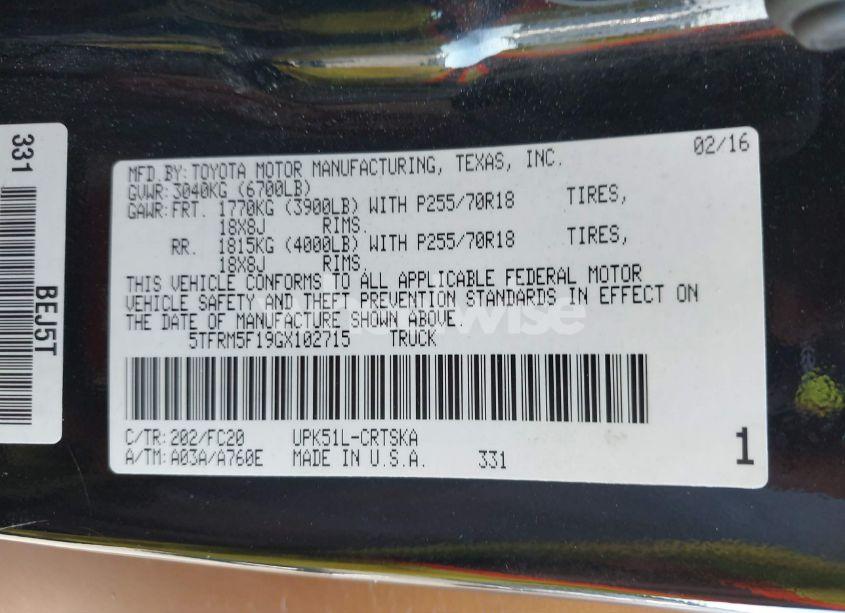 331
BEJ5T
MFD.BY: TOYOTA MOTOR MANUFACTURING, TEXAS, INC. 02/16
GVWR: 3040KG (6700LB)
GAWR: FRT. 1770KG (3900LB) WITH P255/70R18 TIRES,
18X8J RIMS.
RR. 1815KG (4000LB) WITH P255/70R18 TIRES,
18X8J RIMS.
THIS VEHICLE CONFORMS TO ALL APPLICABLE FEDERAL MOTOR
VEHICLE SAFETY AND THEFT PREVENTION STANDARDS IN EFFECT ON
THE DATE OF MANUFACTURE SHOWN ABOVE.
5TFRM5F19GX102715 TRUCK
C/TR: 202/FC20 UPK51L-CRTSKA
A/TM: A03A/A760E MADE IN U.S.A. 331 1